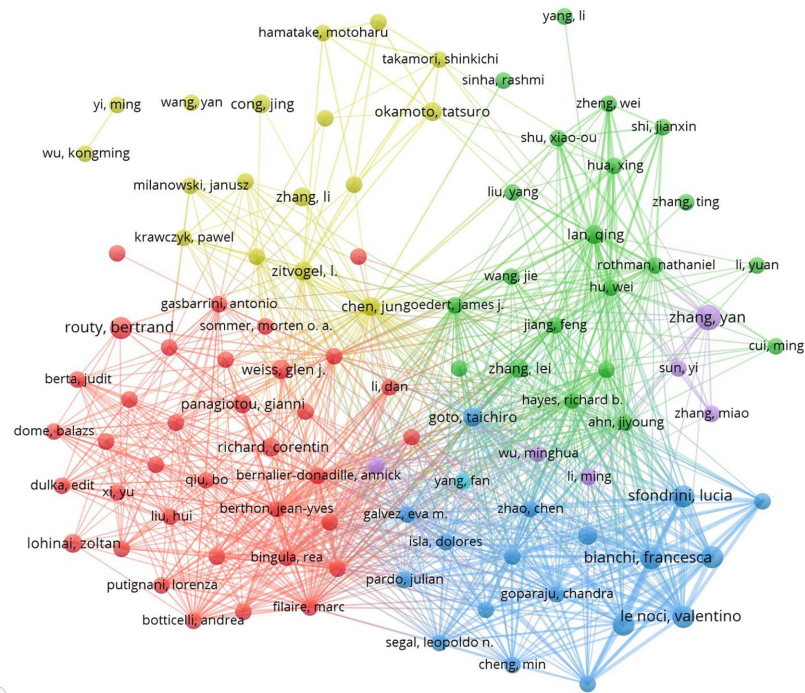 yang, li
hamatake, motoharu
takamori, shinkichi
sinha, rashmi
yi, ming
wang, yan
cong, jing
okamoto, tatsuro
zheng, wei
shi, jianxin
shu, xiao-ou
wu, kongming
hua, xing
milanowski, janusz
zhang, li
liu, yang
zhang, ting
krawczyk, pawel
lan, qing
zitvogel, l.
wang, jie
rothman, nathaniel
li, yuan
hu, wei
gasbarrini, antonio
chen, jun
goedert, james j.
routy, bertrand
sommer, morten o. a.
jiang, feng
zhang, yan
cui, ming
weiss, glen j.
zhang, lei
sun, yi
berta, judit
li, dan
panagiotou, gianni
hayes, richard b.
goto, taichiro
zhang, miao
ahn, jiyoung
dome, balazs
richard, corentin
wu, minghua
bernalier-donadille, annick
qiu, bo
yang, fan
li, ming
dulka, edit
xi, yu
sfondrini, lucia
berthon, jean-yves
liu, hui
galvez, eva m.
zhao, chen
lohinai, zoltan
isla, dolores
bingula, rea
bianchi, francesca
putignani, lorenza
pardo, julian
goparaju, chandra
filaire, marc
botticelli, andrea
le noci, valentino
segal, leopoldo n.
cheng, min